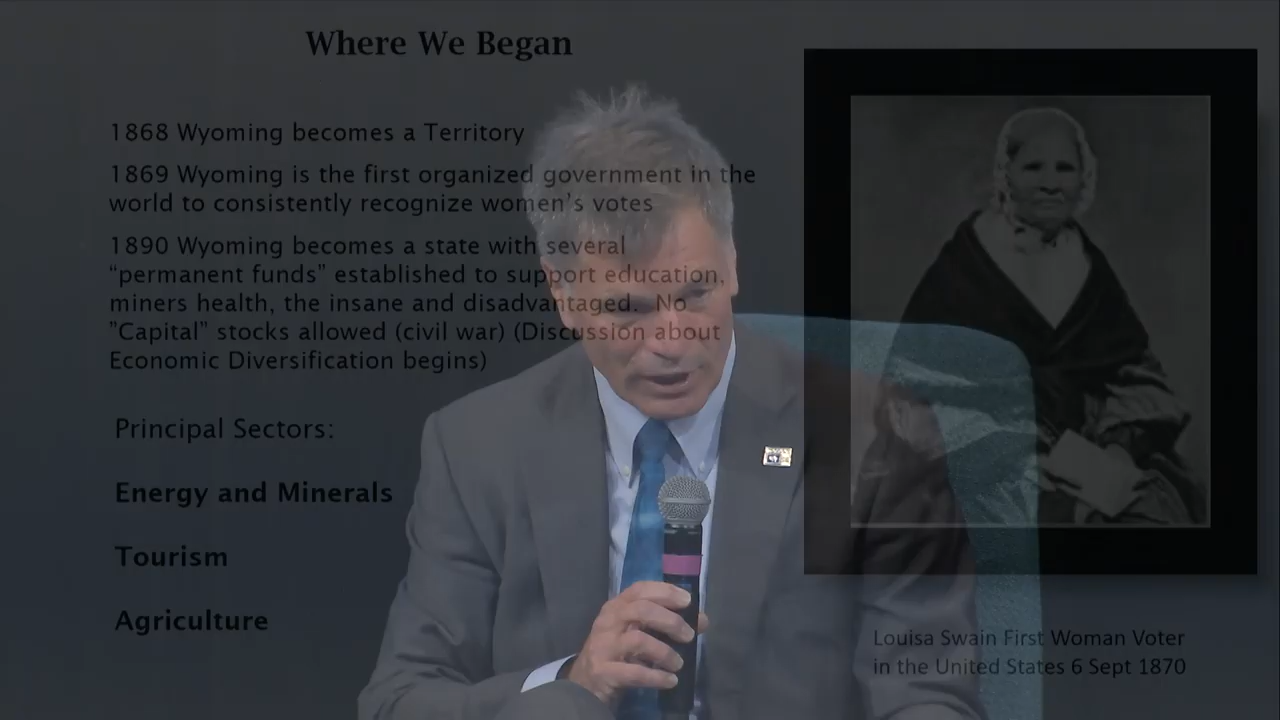 Where We Began
1868 Wyoming becomes a Territory
1869 Wyoming is the first organized government in the
world to consistently recognize women's votes
1890 Wyoming becomes a state with several
“permanent funds” established to support education,
miners health, the insane and disadvantaged.  No
"Capital" stocks allowed (civil war) (Discussion about
Economic Diversification begins)
Principal Sectors:
Energy and Minerals
Tourism
Agriculture
Louisa Swain First Woman Voter
in the United States 6 Sept 1870